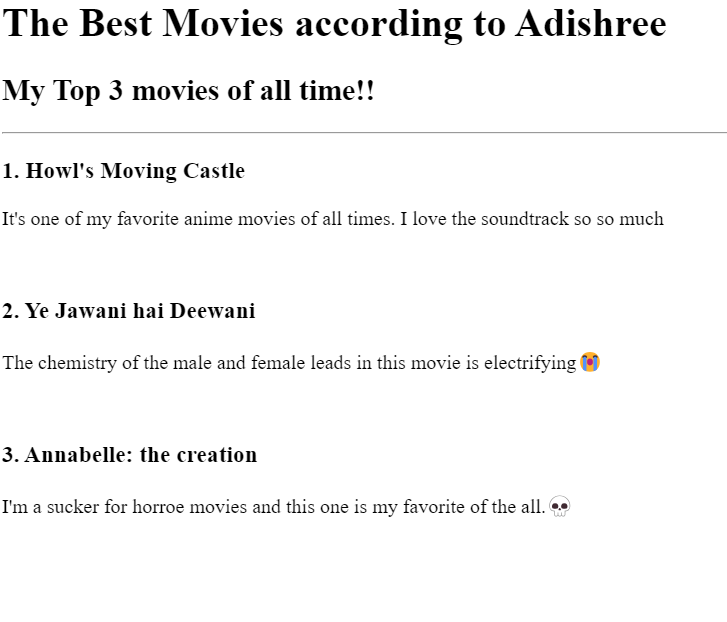 The Best Movies according to Adishree
My Top 3 movies of all time!!
1. Howl's Moving Castle
It's one of my favorite anime movies of all times. I love the soundtrack so so much
2. Ye Jawani hai Deewani
The chemistry of the male and female leads in this movie is electrifying 😭
3. Annabelle: the creation
I'm a sucker for horroe movies and this one is my favorite of the all. 💀